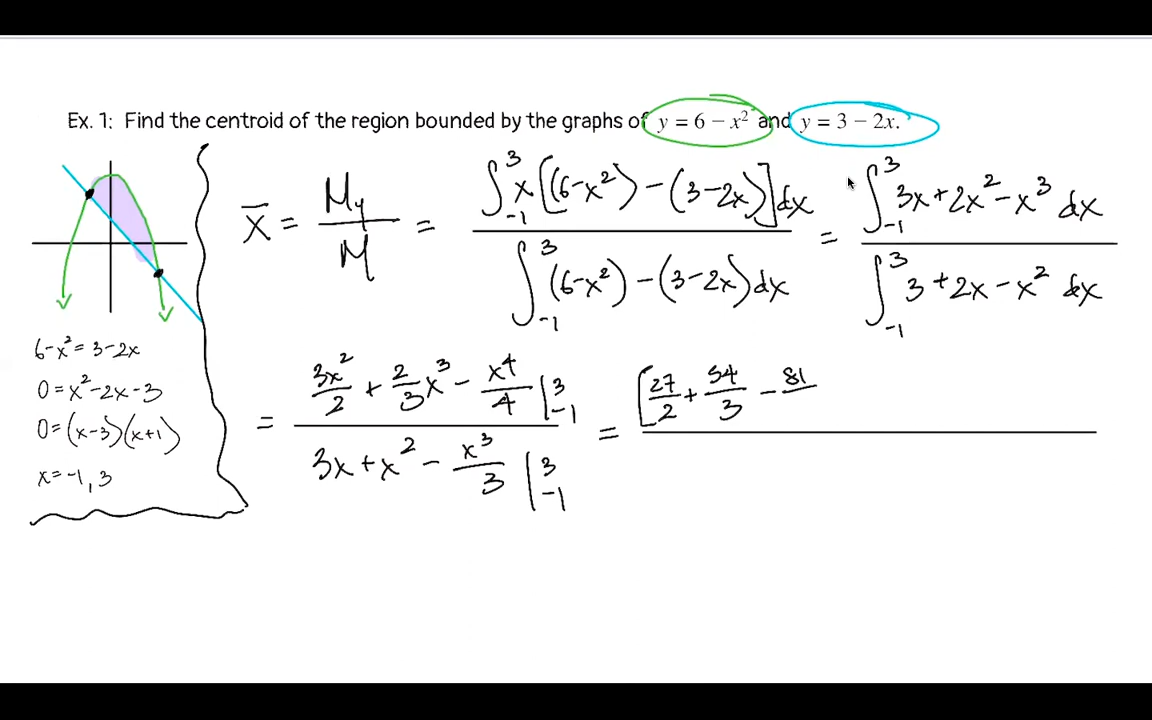 Ex. 1: Find the centroid of the region bounded by the graphs of y = 6 − x² and y = 3 − 2x.
x̄ = My/M = ∫₋₁³ x[(6-x²) - (3-2x)]dx / ∫₋₁³ (6-x²) - (3-2x)dx = ∫₋₁³ 3x+2x²-x³ dx / ∫₋₁³ 3+2x-x² dx
6-x² = 3-2x
0 = x²-2x-3
0 = (x-3)(x+1)
x = -1, 3
= 3x²/2 + 2/3 x³ - x⁴/4 |₋₁³ / 3x + x² - x³/3 |₋₁³ = [27/2 + 54/3 - 81